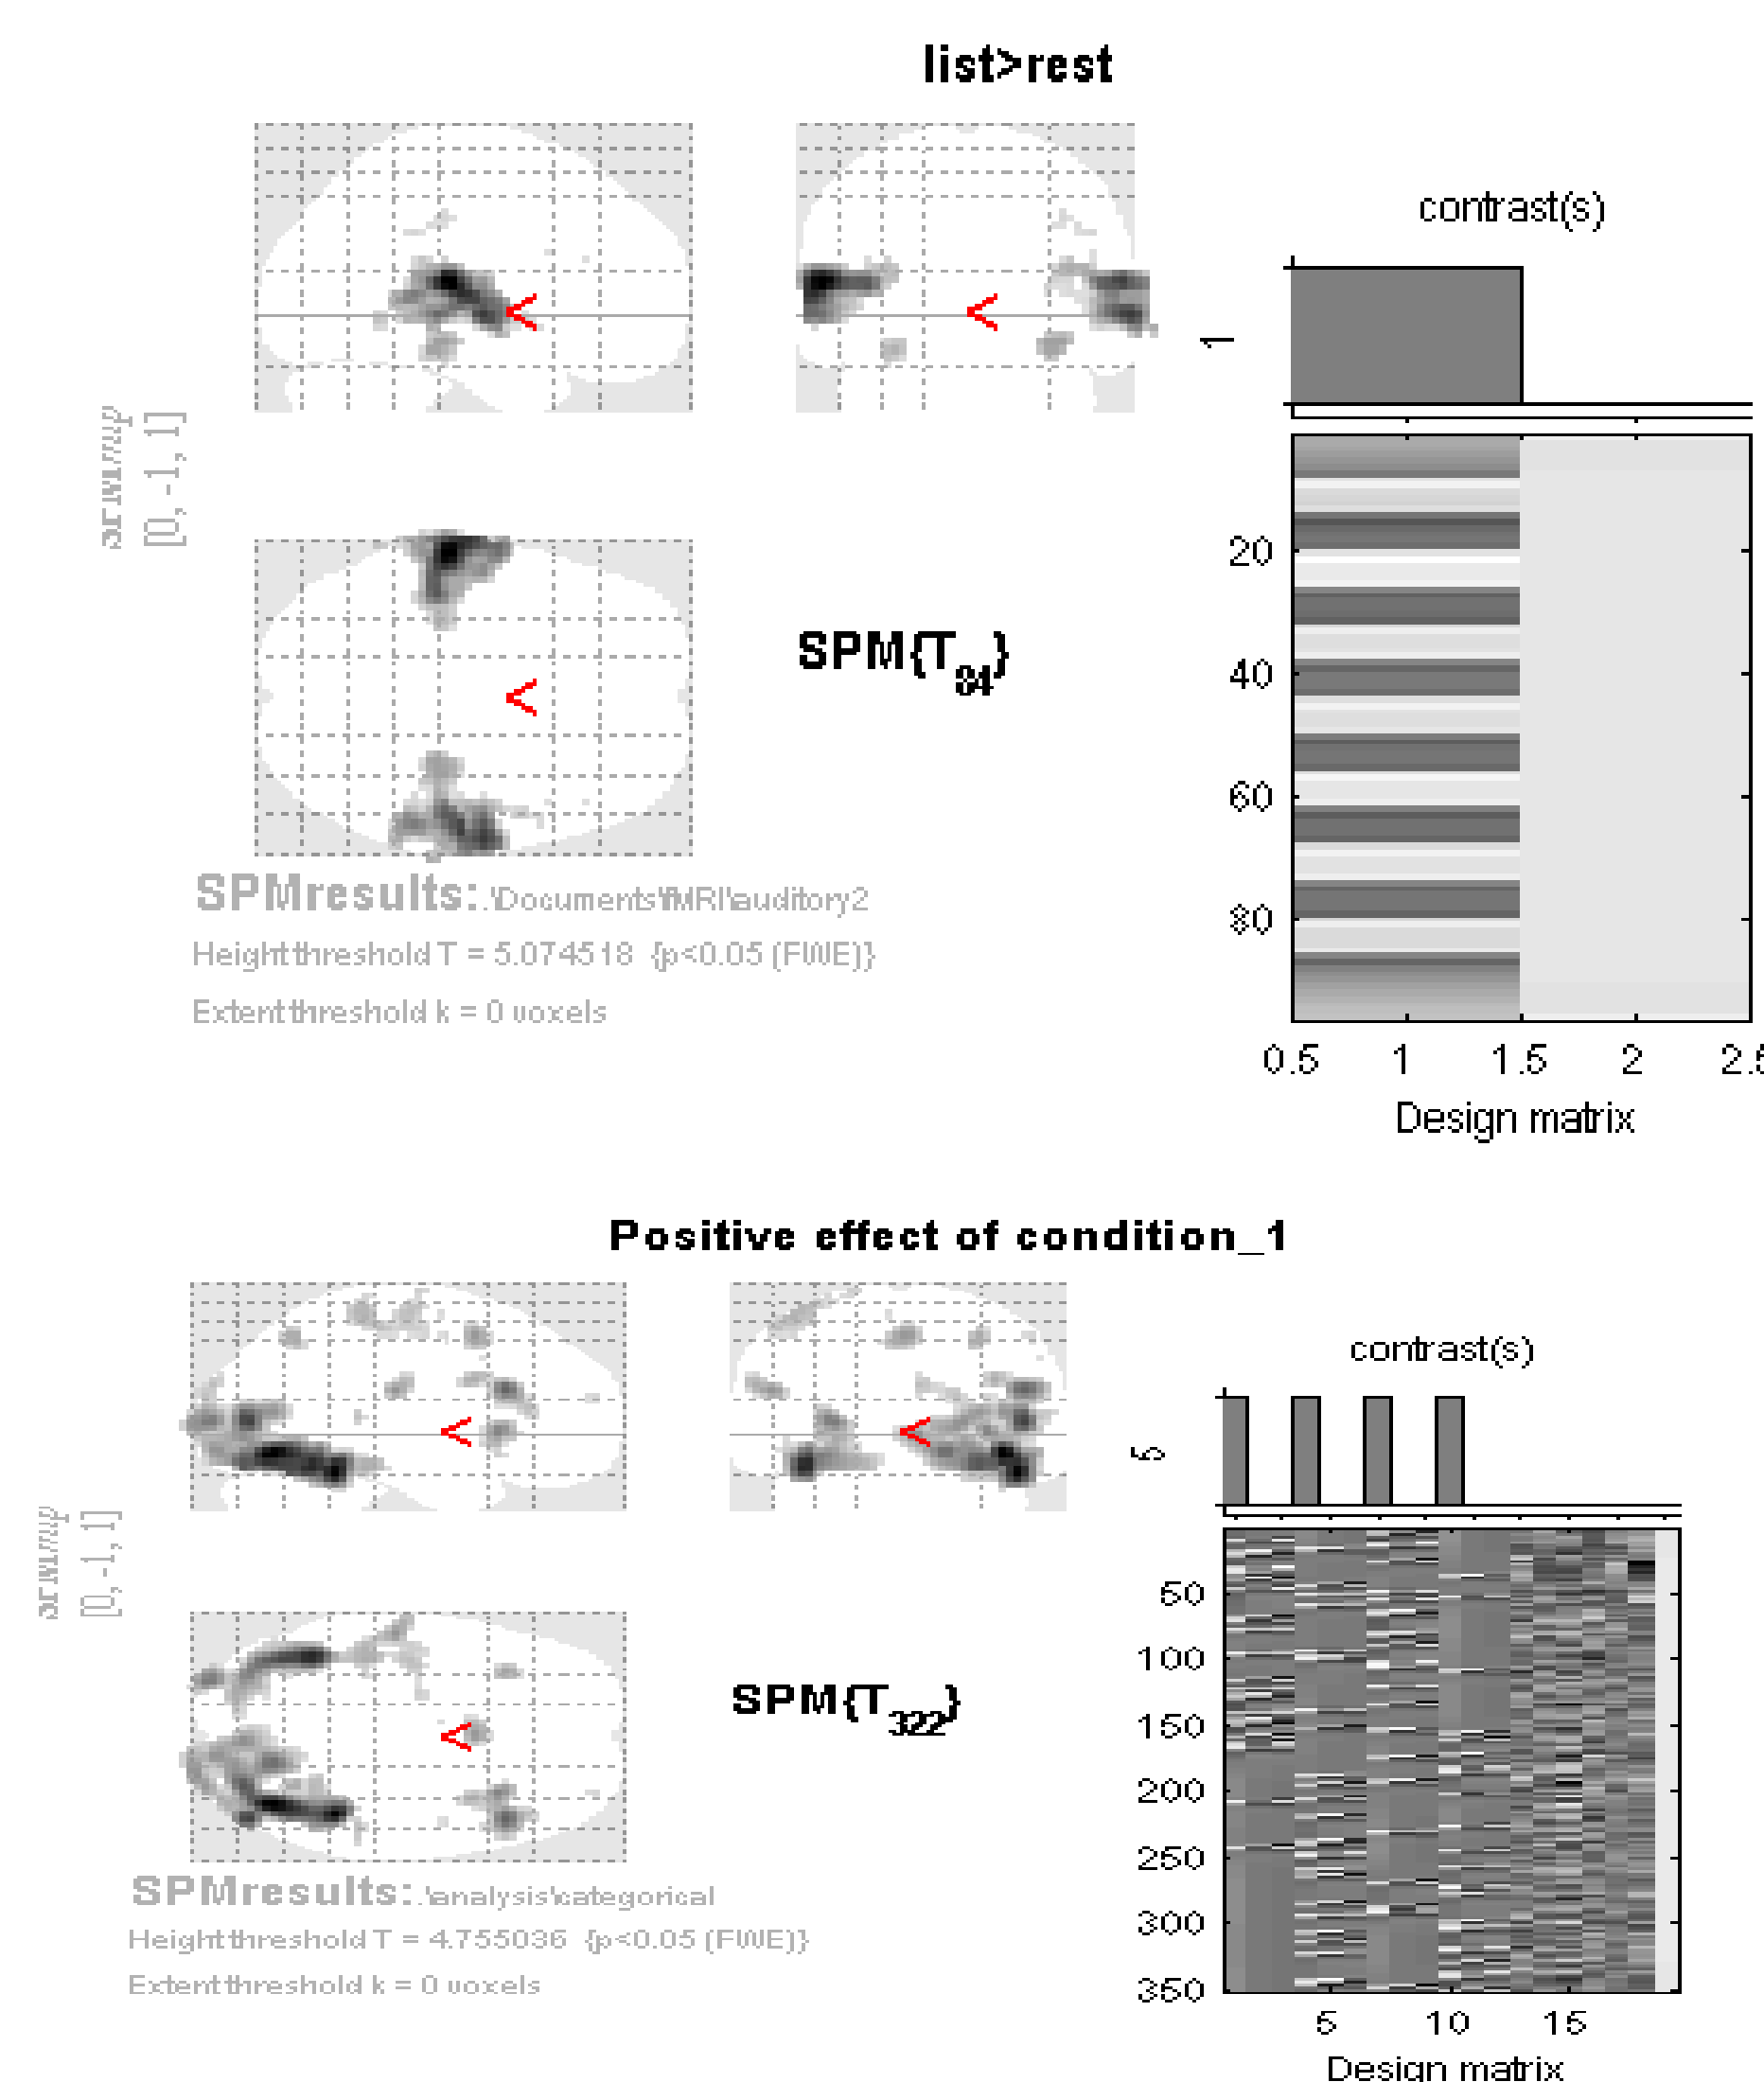 list>rest
contrast(s)
1
[0, -1, 1]
SPM{T84}
20
40
60
80
0.5 1 1.5 2 2.5
Design matrix
SPMresults: .\Documents\fMRI\auditory2
Height threshold T = 5.074518 {p<0.05 (FWE)}
Extent threshold k = 0 voxels
Positive effect of condition_1
contrast(s)
5
[0, -1, 1]
SPM{T322}
50
100
150
200
250
300
350
5 10 15
Design matrix
SPMresults: .\analysis\categorical
Height threshold T = 4.755036 {p<0.05 (FWE)}
Extent threshold k = 0 voxels